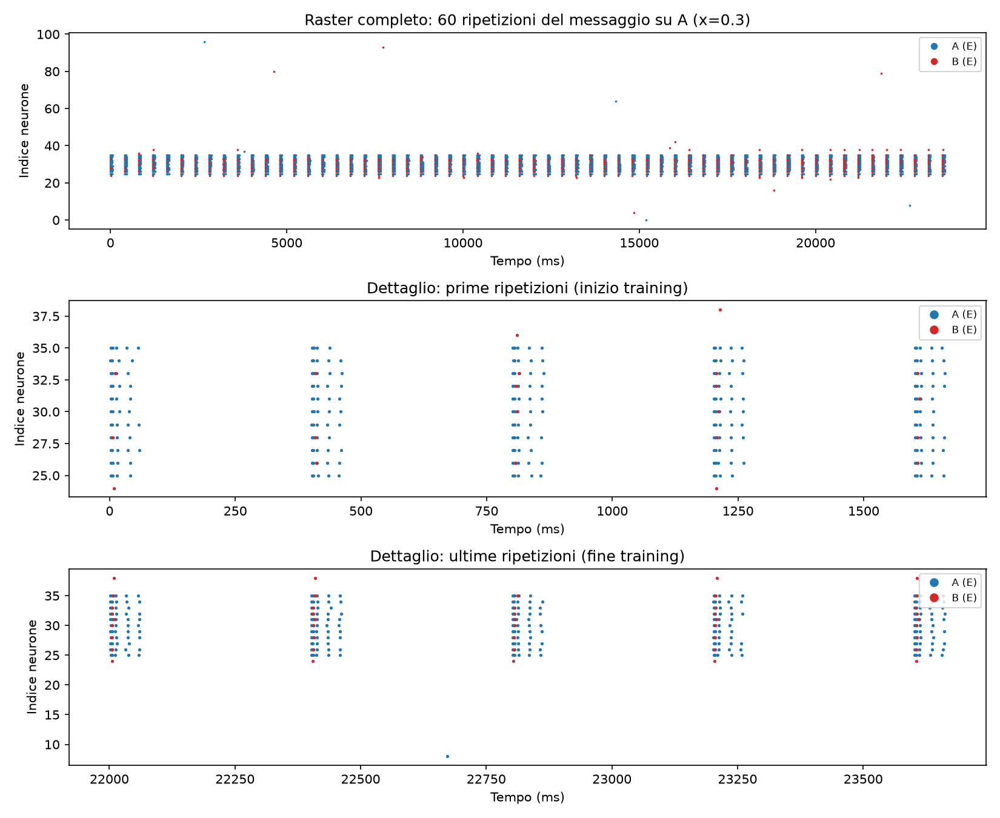 Raster completo: 60 ripetizioni del messaggio su A (x=0.3)
Indice neurone
100
80
60
40
20
0
A (E)
B (E)
0 5000 10000 15000 20000
Tempo (ms)
Dettaglio: prime ripetizioni (inizio training)
Indice neurone
37.5
35.0
32.5
30.0
27.5
25.0
A (E)
B (E)
0 250 500 750 1000 1250 1500
Tempo (ms)
Dettaglio: ultime ripetizioni (fine training)
Indice neurone
35
30
25
20
15
10
A (E)
B (E)
22000 22250 22500 22750 23000 23250 23500
Tempo (ms)